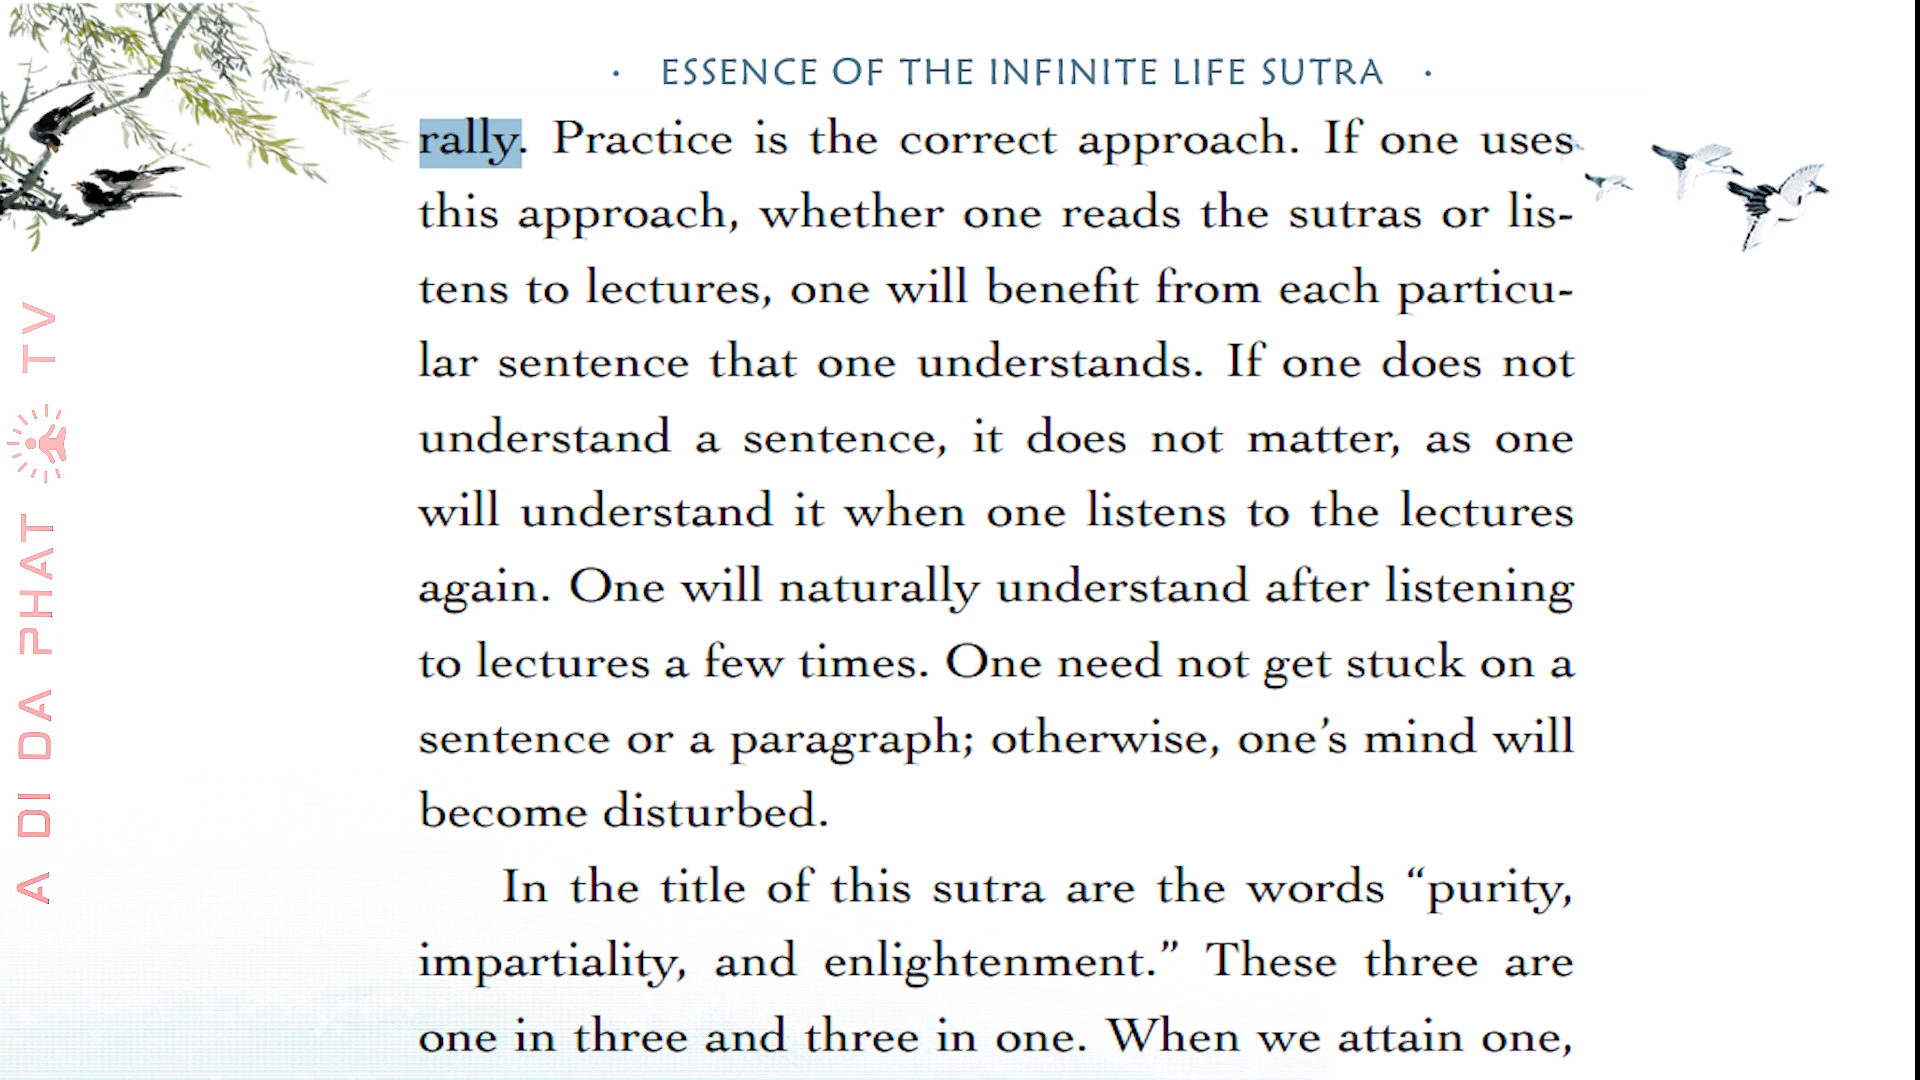 · ESSENCE OF THE INFINITE LIFE SUTRA ·
rally. Practice is the correct approach. If one uses
this approach, whether one reads the sutras or lis-
tens to lectures, one will benefit from each particu-
lar sentence that one understands. If one does not
understand a sentence, it does not matter, as one
will understand it when one listens to the lectures
again. One will naturally understand after listening
to lectures a few times. One need not get stuck on a
sentence or a paragraph; otherwise, one’s mind will
become disturbed.
In the title of this sutra are the words “purity,
impartiality, and enlightenment.” These three are
one in three and three in one. When we attain one,
A DI DA PHAT TV